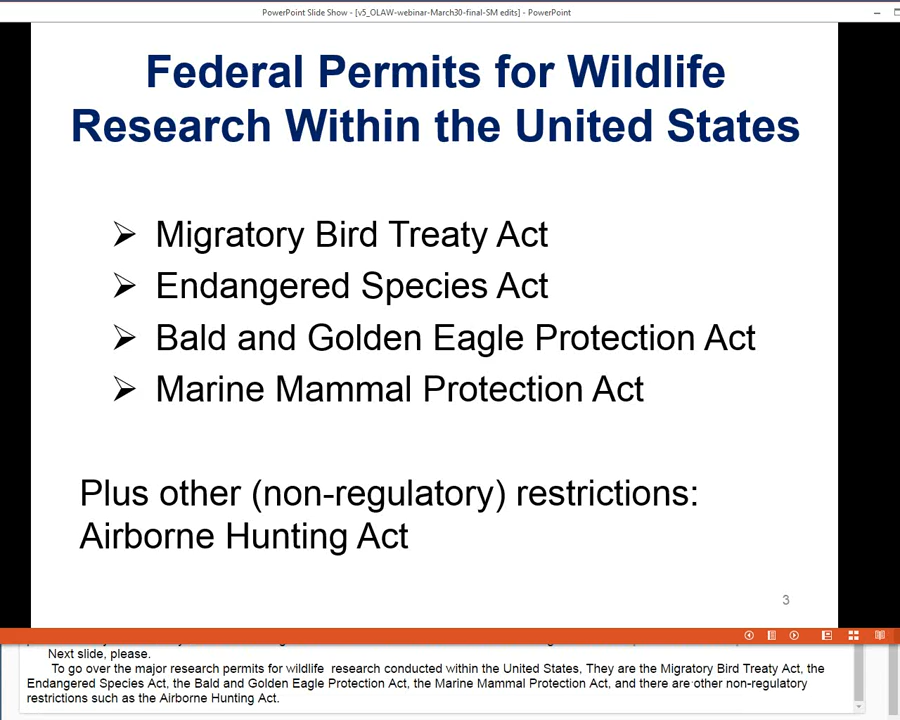 PowerPoint Slide Show - [v5_OLAW-webinar-March30-final-SM edits] - PowerPoint
Federal Permits for Wildlife
Research Within the United States
Migratory Bird Treaty Act
Endangered Species Act
Bald and Golden Eagle Protection Act
Marine Mammal Protection Act
Plus other (non-regulatory) restrictions:
Airborne Hunting Act
3
Next slide, please.
To go over the major research permits for wildlife research conducted within the United States, They are the Migratory Bird Treaty Act, the
Endangered Species Act, the Bald and Golden Eagle Protection Act, the Marine Mammal Protection Act, and there are other non-regulatory
restrictions such as the Airborne Hunting Act.